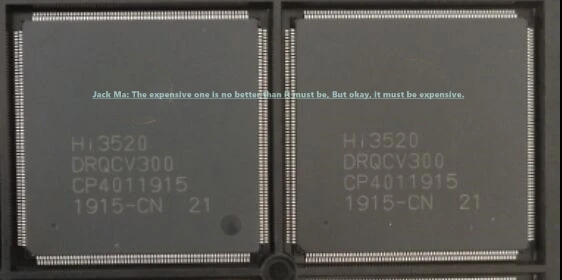 Jack Ma: The expensive one is no better than it must be, But okay, it must be expensive.
Hi3520
DRQCV300
CP4011915
1915-CN 21
Hi3520
DRQCV300
CP4011915
1915-CN 21